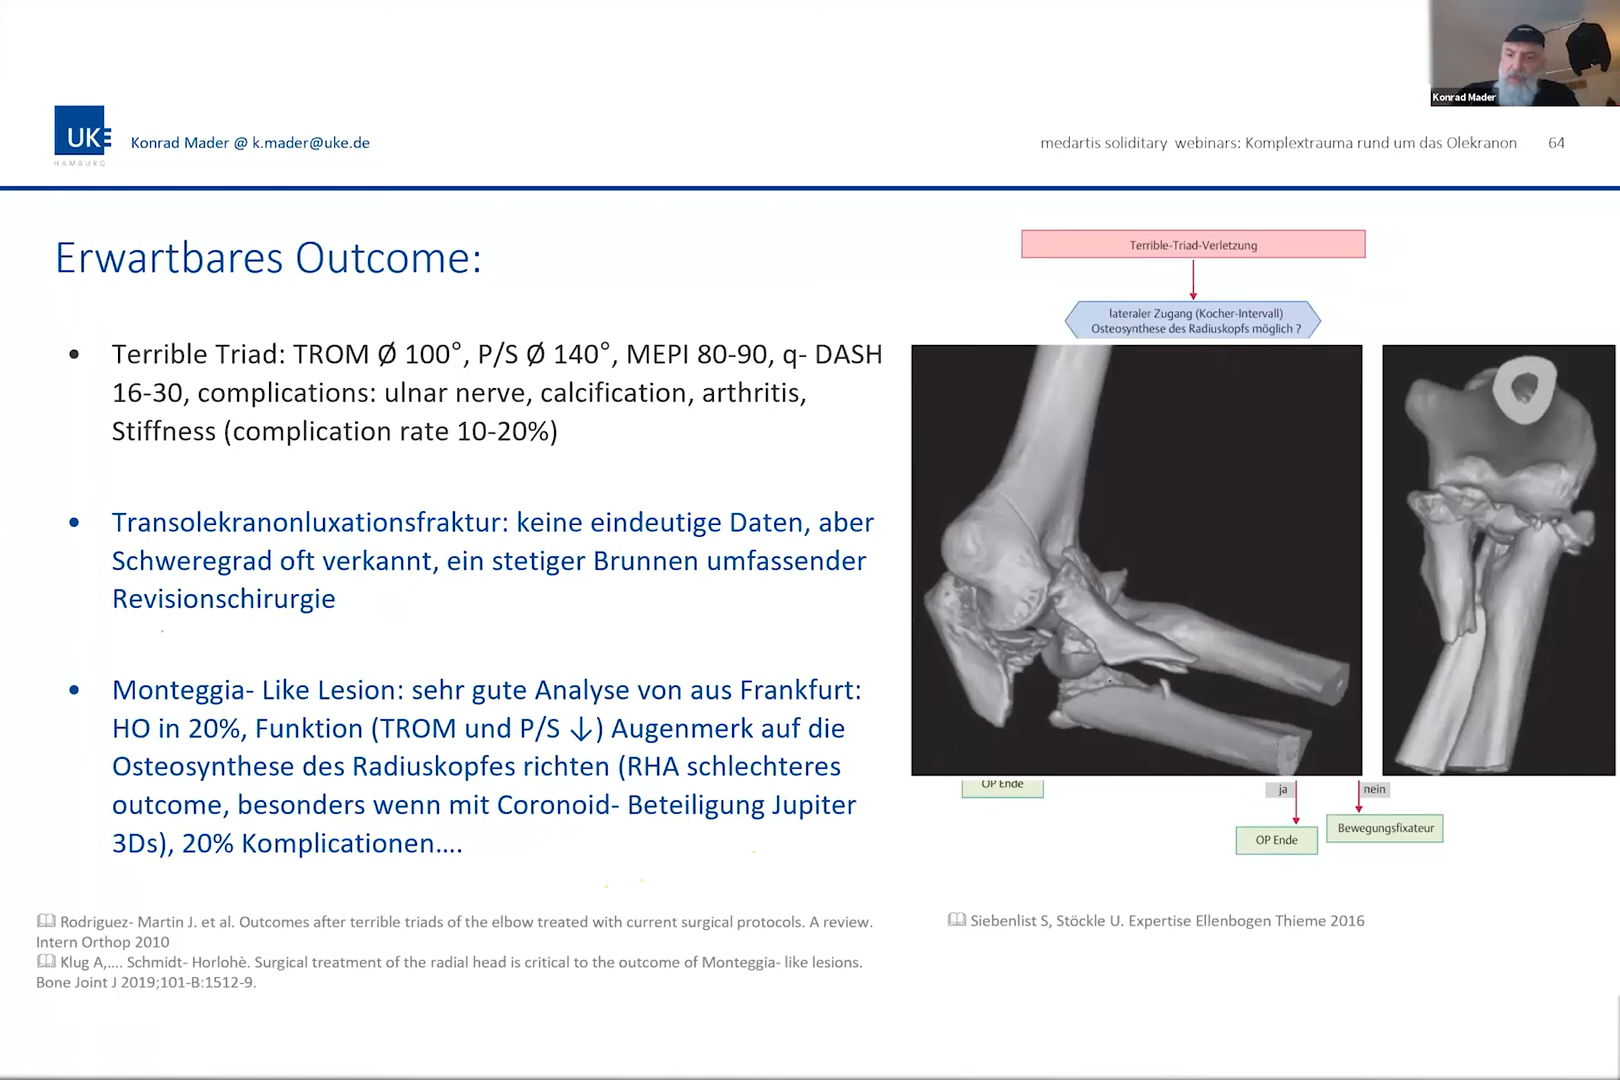 Konrad Mader
UKE
HAMBURG
Konrad Mader @ k.mader@uke.de
medartis soliditary webinars: Komplextrauma rund um das Olekranon 64
Erwartbares Outcome:
• Terrible Triad: TROM Ø 100°, P/S Ø 140°, MEPI 80-90, q- DASH
16-30, complications: ulnar nerve, calcification, arthritis,
Stiffness (complication rate 10-20%)
• Transolekranonluxationsfraktur: keine eindeutige Daten, aber
Schweregrad oft verkannt, ein stetiger Brunnen umfassender
Revisionschirurgie
• Monteggia- Like Lesion: sehr gute Analyse von aus Frankfurt:
HO in 20%, Funktion (TROM und P/S ↓) Augenmerk auf die
Osteosynthese des Radiuskopfes richten (RHA schlechteres
outcome, besonders wenn mit Coronoid- Beteiligung Jupiter
3Ds), 20% Komplicationen....
Terrible-Triad-Verletzung
lateraler Zugang (Kocher-Intervall)
Osteosynthese des Radiuskopfs möglich ?
OP Ende
ja
nein
OP Ende
Bewegungsfixateur
Rodriguez- Martin J. et al. Outcomes after terrible triads of the elbow treated with current surgical protocols. A review.
Intern Orthop 2010
Klug A,.... Schmidt- Horlohè. Surgical treatment of the radial head is critical to the outcome of Monteggia- like lesions.
Bone Joint J 2019;101-B:1512-9.
Siebenlist S, Stöckle U. Expertise Ellenbogen Thieme 2016